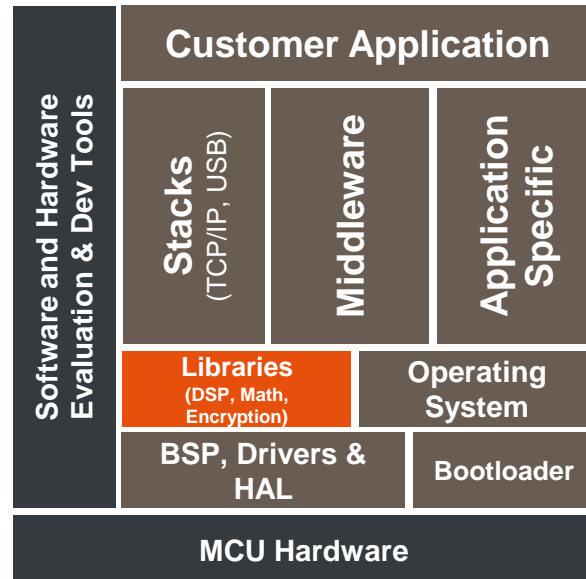 Customer Application
Software and Hardware
Evaluation & Dev Tools
Stacks
(TCP/IP, USB)
Middleware
Application
Specific
Libraries
(DSP, Math,
Encryption)
Operating
System
BSP, Drivers &
HAL
Bootloader
MCU Hardware